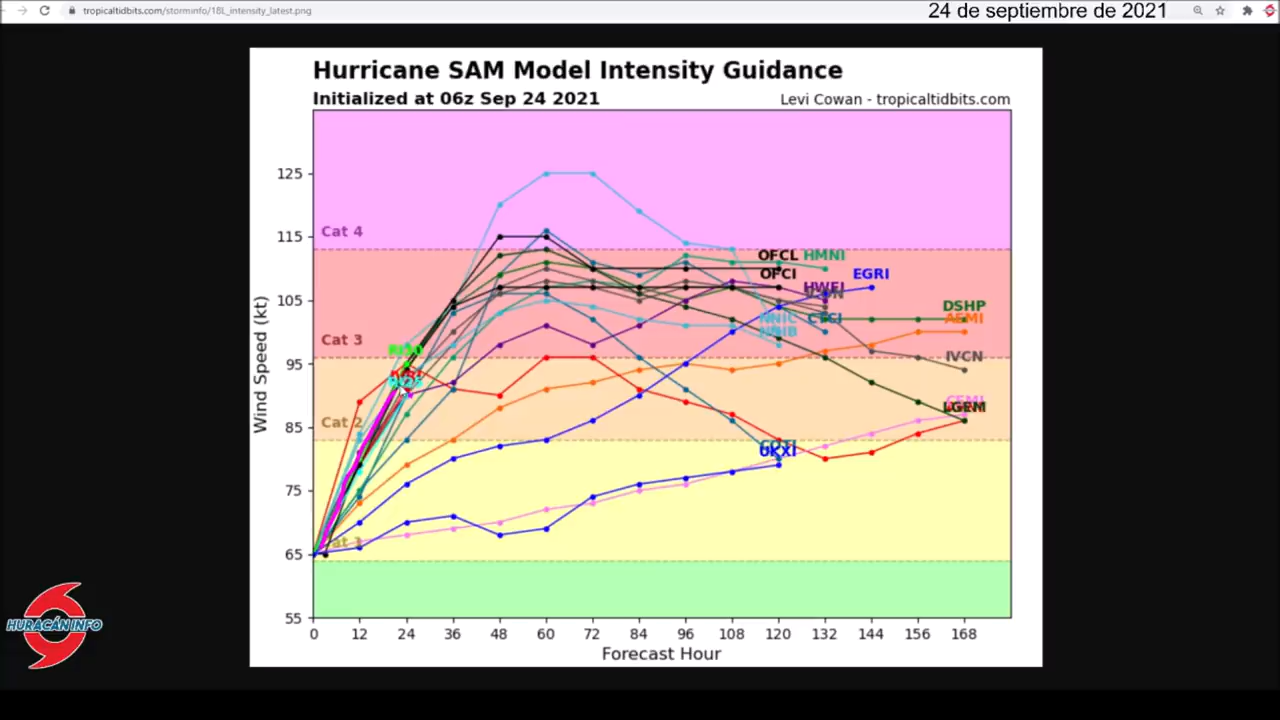 tropicaltidbits.com/storminfo/18L_intensity_latest.png
24 de septiembre de 2021
Hurricane SAM Model Intensity Guidance
Initialized at 06z Sep 24 2021
Levi Cowan - tropicaltidbits.com
125
115
105
95
85
75
65
55
Wind Speed (kt)
Cat 4
Cat 3
Cat 2
Cat 1
OFCL
HMNI
OFCI
EGRI
HWFI
DSHP
NNIC
CTCI
AEMI
NNIB
IVCN
LGEM
UKXI
0 12 24 36 48 60 72 84 96 108 120 132 144 156 168
Forecast Hour
HURACÁN INFO